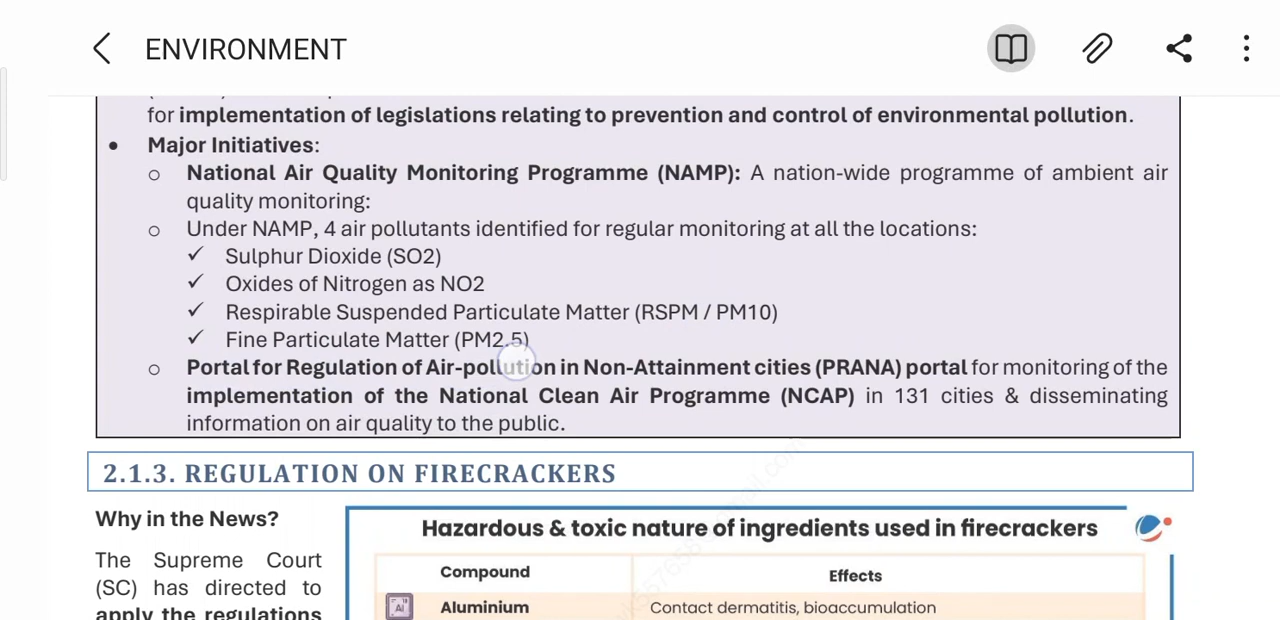 ENVIRONMENT
for implementation of legislations relating to prevention and control of environmental pollution.
• Major Initiatives:
o National Air Quality Monitoring Programme (NAMP): A nation-wide programme of ambient air
quality monitoring:
o Under NAMP, 4 air pollutants identified for regular monitoring at all the locations:
✓ Sulphur Dioxide (SO2)
✓ Oxides of Nitrogen as NO2
✓ Respirable Suspended Particulate Matter (RSPM / PM10)
✓ Fine Particulate Matter (PM2.5)
o Portal for Regulation of Air-pollution in Non-Attainment cities (PRANA) portal for monitoring of the
implementation of the National Clean Air Programme (NCAP) in 131 cities & disseminating
information on air quality to the public.
2.1.3. REGULATION ON FIRECRACKERS
Why in the News?
The Supreme Court
(SC) has directed to
apply the regulations
Hazardous & toxic nature of ingredients used in firecrackers
Compound Effects
Al Aluminium Contact dermatitis, bioaccumulation